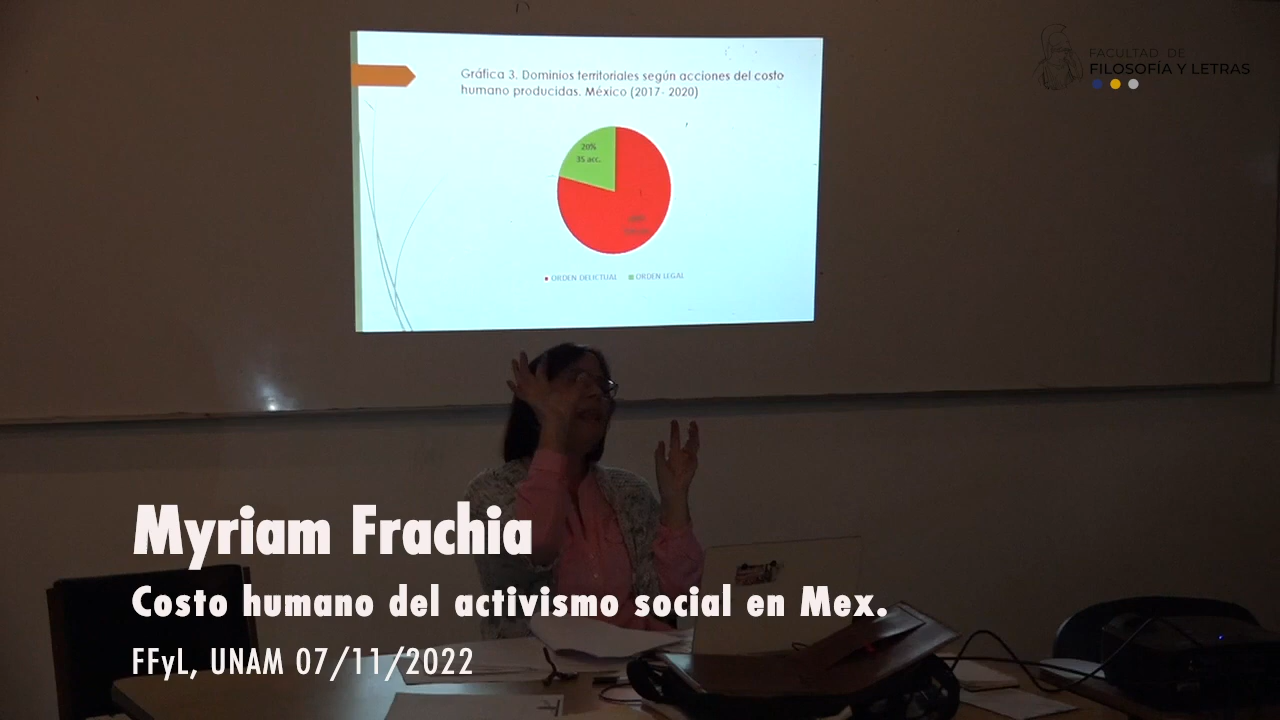 Gráfica 3. Dominios territoriales según acciones del costo
humano producidas. México (2017- 2020)
20%
35 acc.
ORDEN DELICTUAL ORDEN LEGAL
FACULTAD DE
FILOSOFÍA Y LETRAS
Myriam Frachia
Costo humano del activismo social en Mex.
FFyL, UNAM 07/11/2022